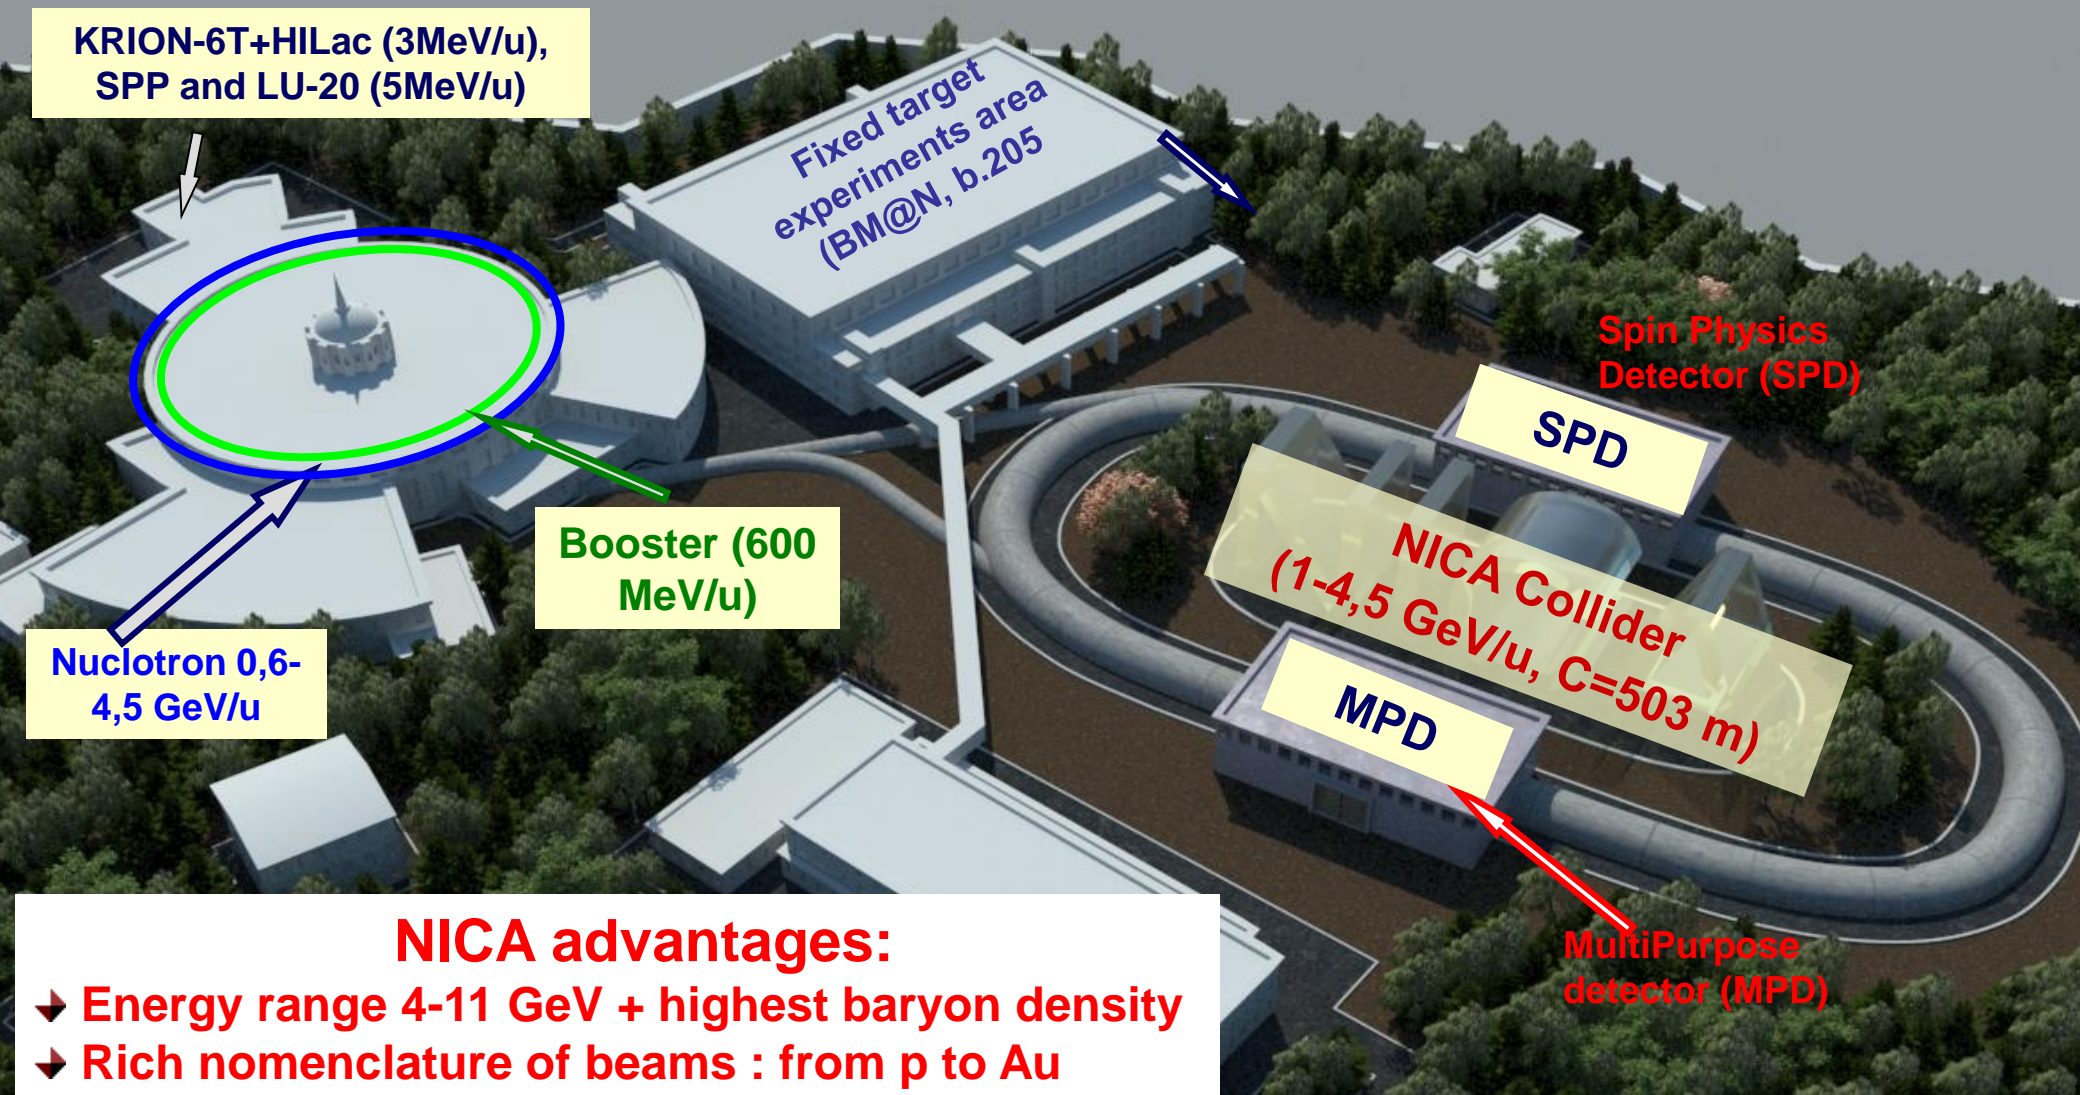 KRION-6T+HILac (3MeV/u),
SPP and LU-20 (5MeV/u)
Fixed target
experiments area
(BM@N, b.205
Spin Physics
Detector (SPD)
SPD
NICA Collider
(1-4,5 GeV/u, C=503 m)
Booster (600
MeV/u)
Nuclotron 0,6-
4,5 GeV/u
MPD
MultiPurpose
detector (MPD)
NICA advantages:
Energy range 4-11 GeV + highest baryon density
Rich nomenclature of beams : from p to Au